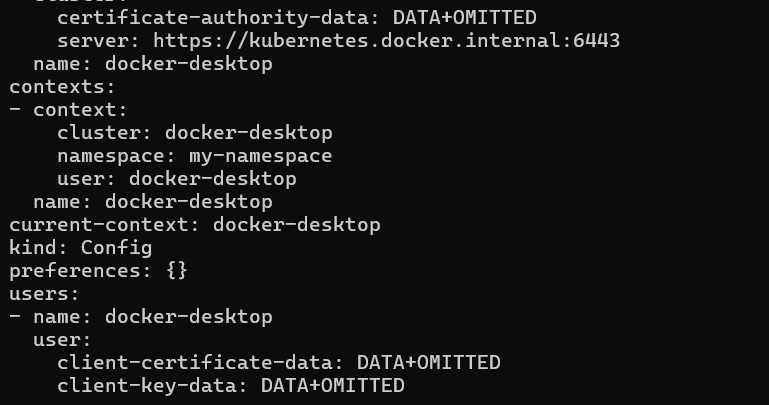 certificate-authority-data: DATA+OMITTED
    server: https://kubernetes.docker.internal:6443
  name: docker-desktop
contexts:
- context:
    cluster: docker-desktop
    namespace: my-namespace
    user: docker-desktop
  name: docker-desktop
current-context: docker-desktop
kind: Config
preferences: {}
users:
- name: docker-desktop
  user:
    client-certificate-data: DATA+OMITTED
    client-key-data: DATA+OMITTED